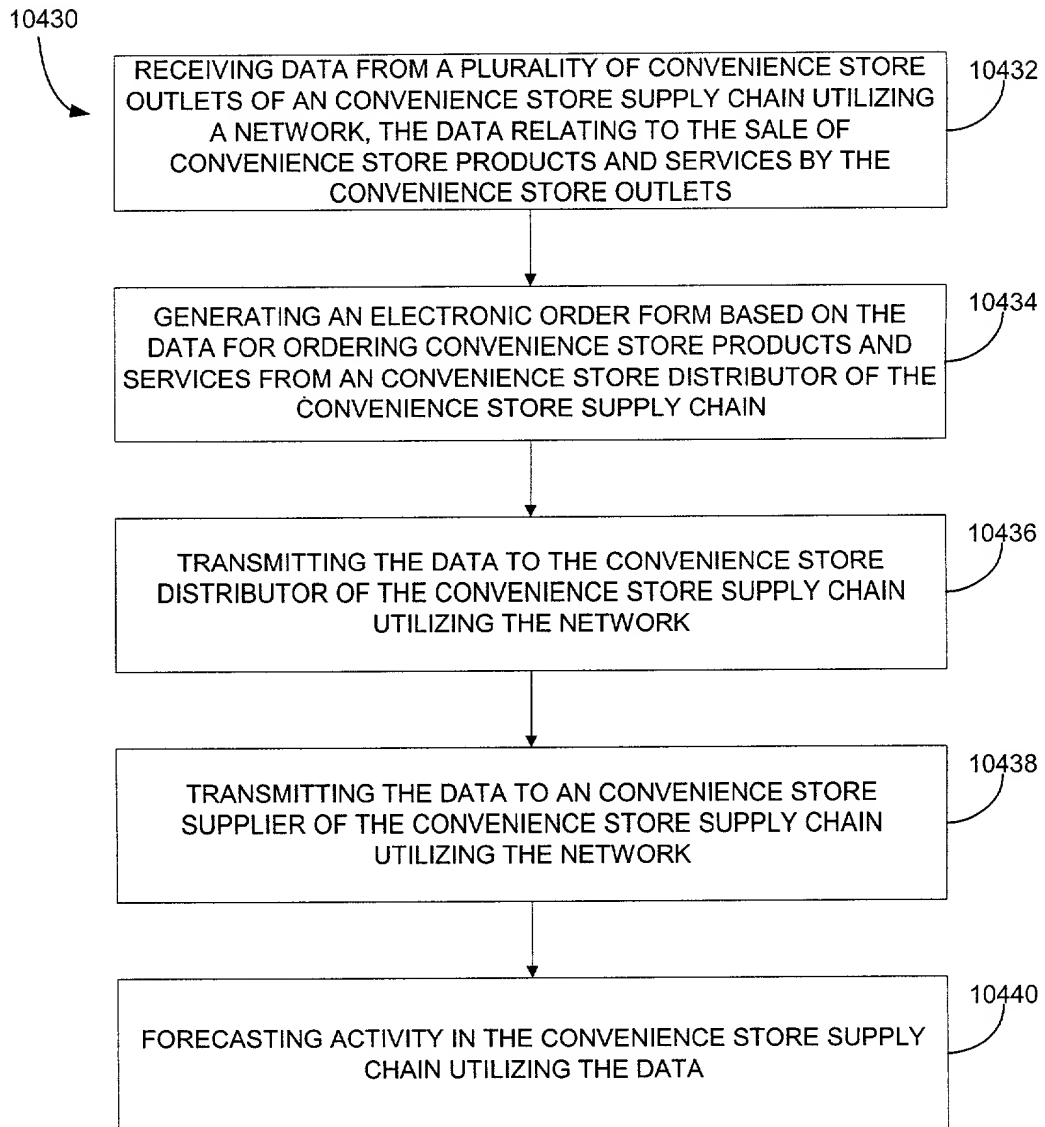 10430
RECEIVING DATA FROM A PLURALITY OF CONVENIENCE STORE
OUTLETS OF AN CONVENIENCE STORE SUPPLY CHAIN UTILIZING
A NETWORK, THE DATA RELATING TO THE SALE OF
CONVENIENCE STORE PRODUCTS AND SERVICES BY THE
CONVENIENCE STORE OUTLETS
10432
GENERATING AN ELECTRONIC ORDER FORM BASED ON THE
DATA FOR ORDERING CONVENIENCE STORE PRODUCTS AND
SERVICES FROM AN CONVENIENCE STORE DISTRIBUTOR OF THE
CONVENIENCE STORE SUPPLY CHAIN
10434
TRANSMITTING THE DATA TO THE CONVENIENCE STORE
DISTRIBUTOR OF THE CONVENIENCE STORE SUPPLY CHAIN
UTILIZING THE NETWORK
10436
TRANSMITTING THE DATA TO AN CONVENIENCE STORE
SUPPLIER OF THE CONVENIENCE STORE SUPPLY CHAIN
UTILIZING THE NETWORK
10438
FORECASTING ACTIVITY IN THE CONVENIENCE STORE SUPPLY
CHAIN UTILIZING THE DATA
10440